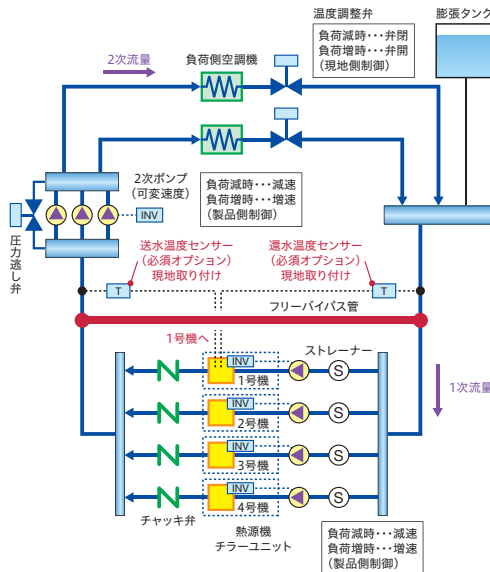 温度調整弁
負荷減時・・・弁閉
負荷増時・・・弁開
(現地側制御)
膨張タンク
2次流量
負荷側空調機
2次ポンプ
(可変速度)
INV
負荷減時・・・減速
負荷増時・・・増速
(製品側制御)
圧力逃し弁
送水温度センサー
(必須オプション)
現地取り付け
還水温度センサー
(必須オプション)
現地取り付け
T
T
フリーバイパス管
1号機へ
ストレーナー
INV
1号機
S
1次流量
INV
2号機
S
INV
3号機
S
INV
4号機
S
チャッキ弁
熱源機
チラーユニット
負荷減時・・・減速
負荷増時・・・増速
(製品側制御)